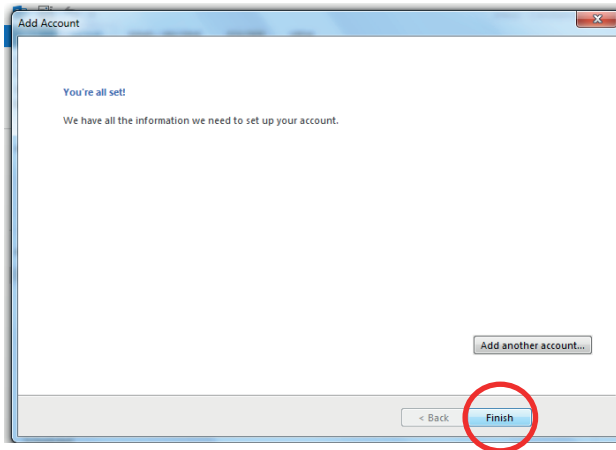 Add Account
You're all set!
We have all the information we need to set up your account.
Add another account...
< Back
Finish